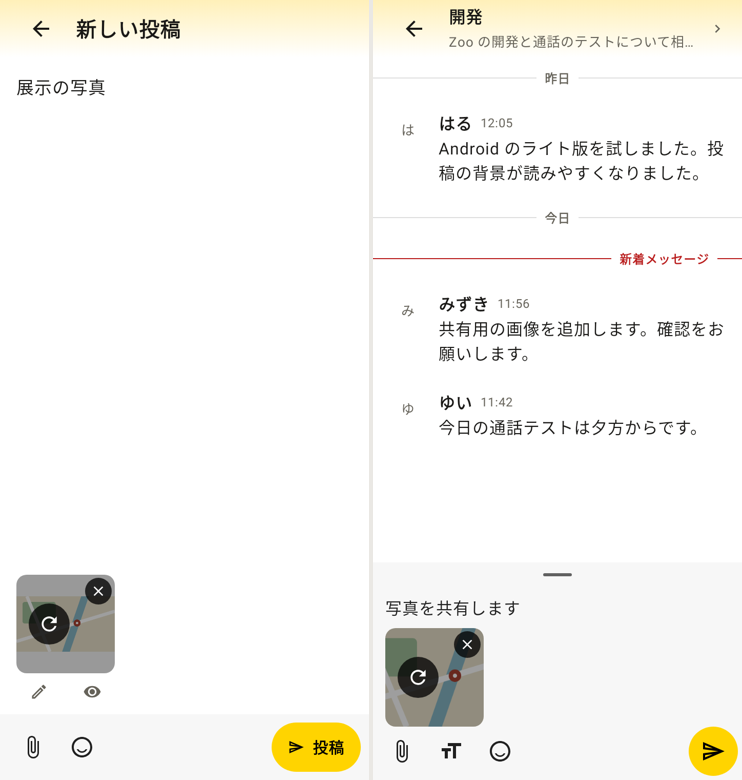 新しい投稿
展示の写真
投稿
開発
Zoo の開発と通話のテストについて相…
昨日
は
はる 12:05
Android のライト版を試しました。投
稿の背景が読みやすくなりました。
今日
新着メッセージ
み
みずき 11:56
共有用の画像を追加します。確認をお
願いします。
ゆ
ゆい 11:42
今日の通話テストは夕方からです。
写真を共有します